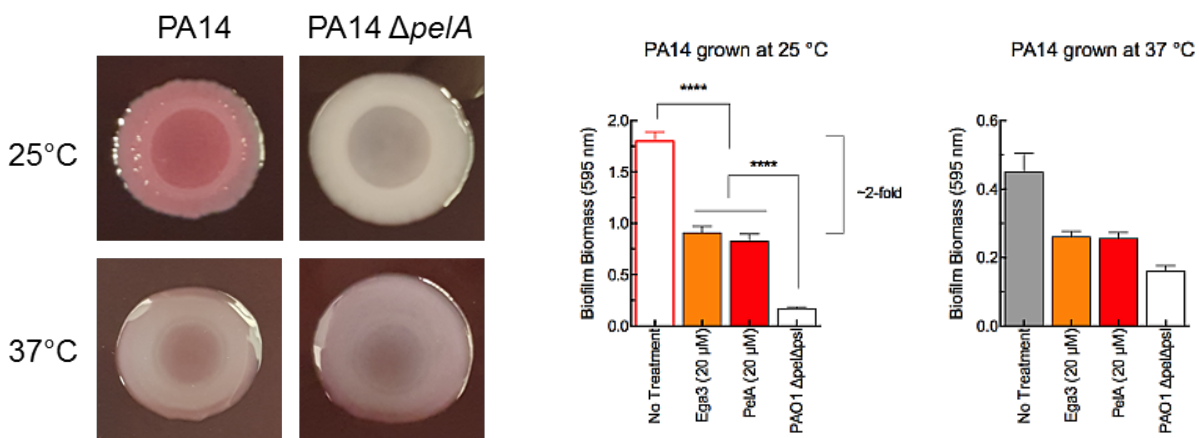 PA14
PA14 ΔpelA
25°C
37°C
PA14 grown at 25 °C
****
****
~2-fold
Biofilm Biomass (595 nm)
2.0
1.5
1.0
0.5
0.0
No Treatment
Ega3 (20 µM)
PelA (20 µM)
PAO1 ΔpelΔpsl
PA14 grown at 37 °C
Biofilm Biomass (595 nm)
0.6
0.4
0.2
0.0
No Treatment
Ega3 (20 µM)
PelA (20 µM)
PAO1 ΔpelΔpsl